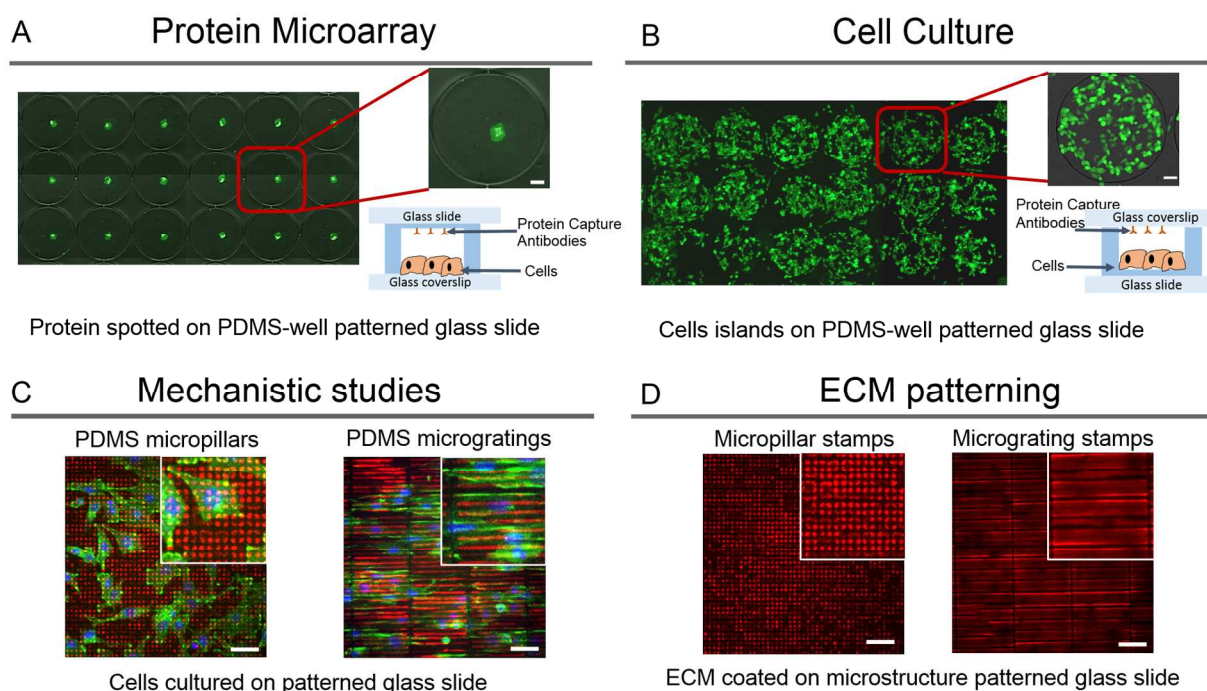 A
Protein Microarray
Glass slide
Protein Capture
Antibodies
Cells
Glass coverslip
Protein spotted on PDMS-well patterned glass slide
B
Cell Culture
Protein Capture
Antibodies
Glass coverslip
Cells
Glass slide
Cells islands on PDMS-well patterned glass slide
C
Mechanistic studies
PDMS micropillars
PDMS microgratings
Cells cultured on patterned glass slide
D
ECM patterning
Micropillar stamps
Micrograting stamps
ECM coated on microstructure patterned glass slide